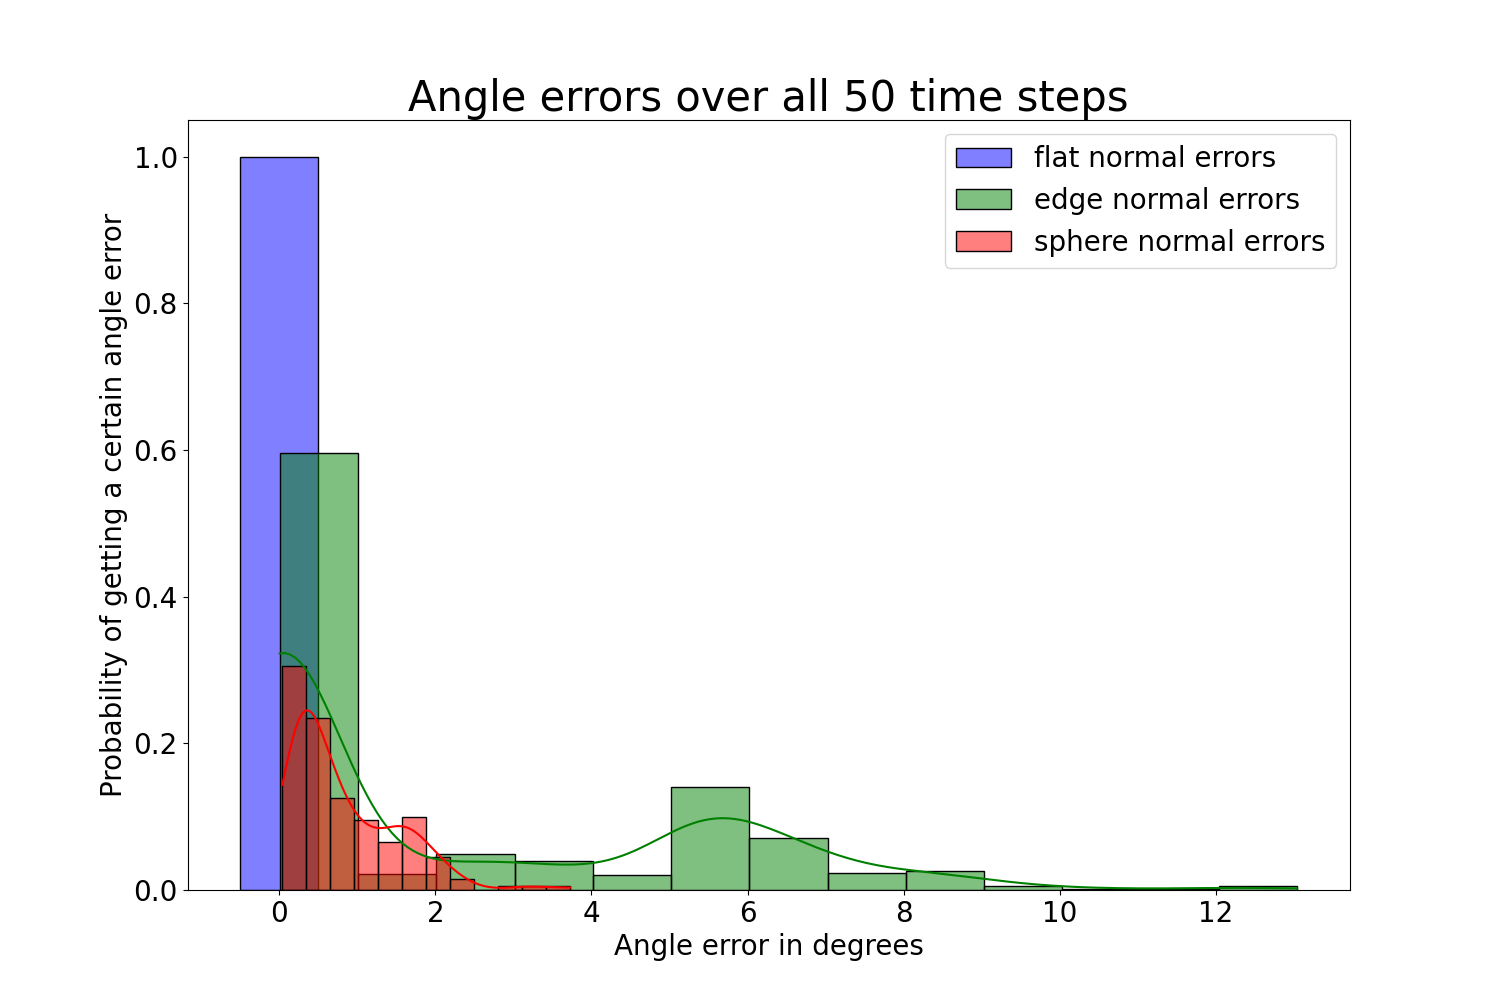 Angle errors over all 50 time steps
flat normal errors
edge normal errors
sphere normal errors
Probability of getting a certain angle error
1.0
0.8
0.6
0.4
0.2
0.0
0 2 4 6 8 10 12
Angle error in degrees